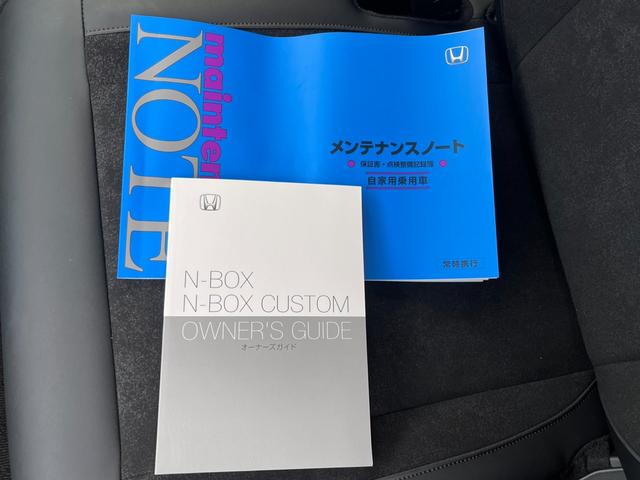 mainte
NOTE
メンテナンスノート
保証書・点検整備記録簿
自家用乗用車
常時携行
N-BOX
N-BOX CUSTOM
OWNER'S GUIDE
オーナーズガイド